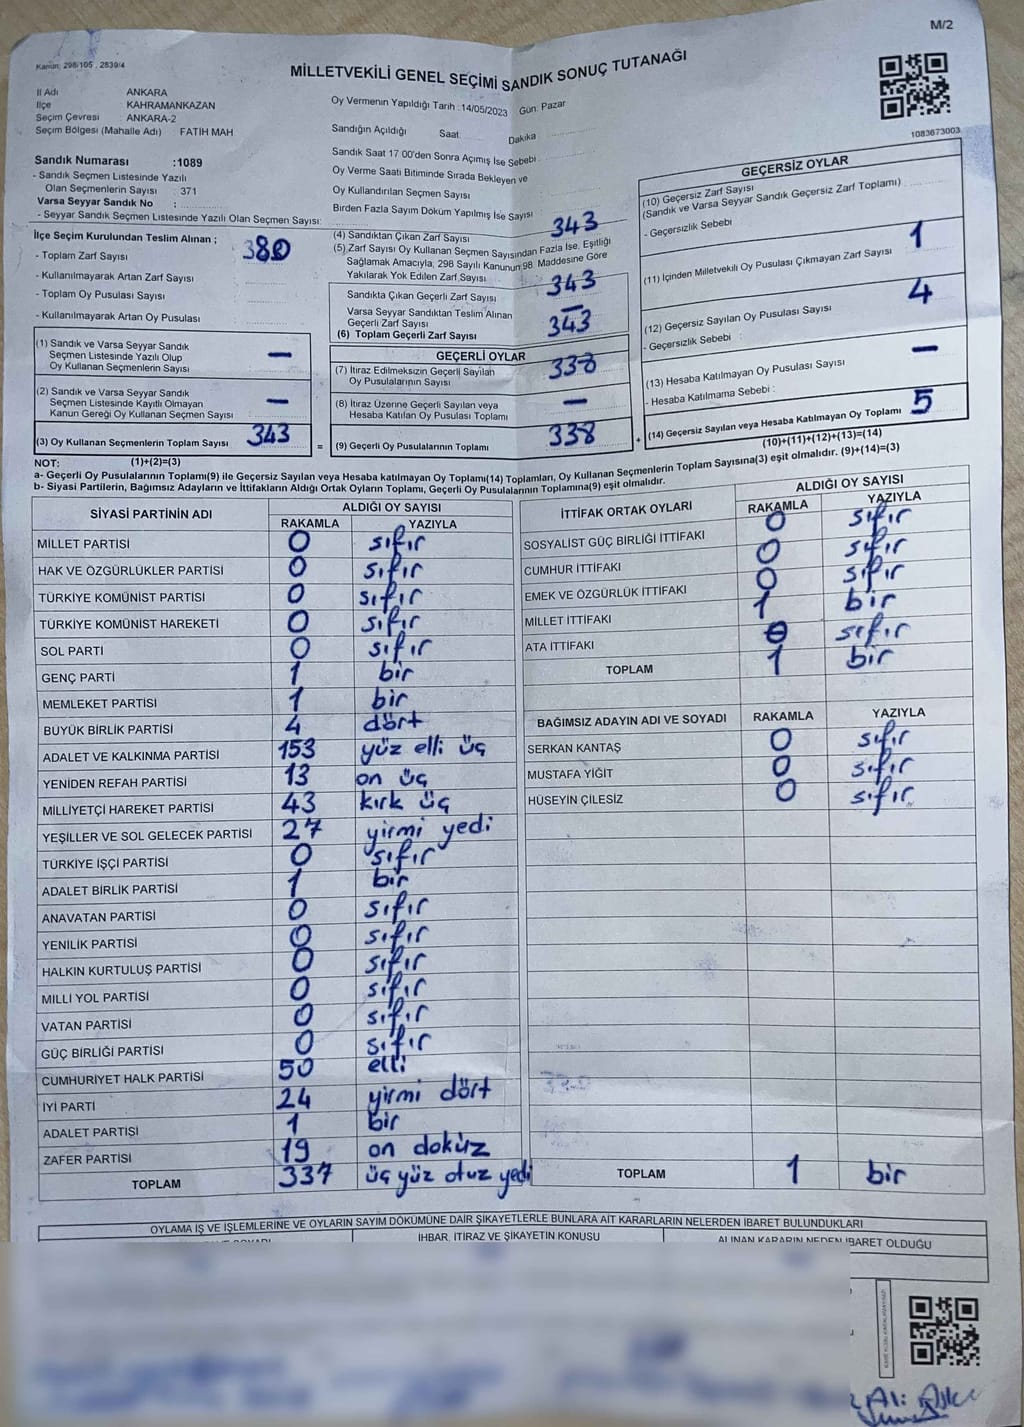 M/2
Kanun: 298/105 , 2839/4
MİLLETVEKİLİ GENEL SEÇİMİ SANDIK SONUÇ TUTANAĞI
İl Adı ANKARA
İlçe KAHRAMANKAZAN
Seçim Çevresi : ANKARA-2
Seçim Bölgesi (Mahalle Adı) FATİH MAH
Sandık Numarası :1089
- Sandık Seçmen Listesinde Yazılı
Olan Seçmenlerin Sayısı : 371
Varsa Seyyar Sandık No :
- Seyyar Sandık Seçmen Listesinde Yazılı Olan Seçmen Sayısı:
Oy Vermenin Yapıldığı Tarih :14/05/2023 Gün: Pazar
Sandığın Açıldığı Saat: Dakika
Sandık Saat 17 00'den Sonra Açımış İse Sebebi
Oy Verme Saati Bitiminde Sırada Bekleyen ve
Oy Kullandırılan Seçmen Sayısı
Birden Fazla Sayım Döküm Yapılmış İse Sayısı
1083673003
İlçe Seçim Kurulundan Teslim Alınan ;
- Toplam Zarf Sayısı 380
- Kullanılmayarak Artan Zarf Sayısı
- Toplam Oy Pusulası Sayısı
- Kullanılmayarak Artan Oy Pusulası
(1) Sandık ve Varsa Seyyar Sandık
Seçmen Listesinde Yazılı Olup
Oy Kullanan Seçmenlerin Sayısı —
(2) Sandık ve Varsa Seyyar Sandık
Seçmen Listesinde Kayıtlı Olmayan
Kanun Gereği Oy Kullanan Seçmen Sayısı —
(3) Oy Kullanan Seçmenlerin Toplam Sayısı 343
(4) Sandıktan Çıkan Zarf Sayısı 343
(5) Zarf Sayısı Oy Kullanan Seçmen Sayısından Fazla İse, Eşitliği
Sağlamak Amacıyla, 298 Sayılı Kanunun 98. Maddesine Göre
Yakılarak Yok Edilen Zarf Sayısı
Sandıkta Çıkan Geçerli Zarf Sayısı 343
Varsa Seyyar Sandıktan Teslim Alınan
Geçerli Zarf Sayısı —
(6) Toplam Geçerli Zarf Sayısı 343
GEÇERLİ OYLAR
(7) İtiraz Edilmeksizin Geçerli Sayılan
Oy Pusulalarının Sayısı 338
(8) İtiraz Üzerine Geçerli Sayılan veya
Hesaba Katılan Oy Pusulası Toplamı —
= (9) Geçerli Oy Pusulalarının Toplamı 338
GEÇERSİZ OYLAR
(10) Geçersiz Zarf Sayısı
(Sandık ve Varsa Seyyar Sandık Geçersiz Zarf Toplamı)
- Geçersizlik Sebebi
(11) İçinden Milletvekili Oy Pusulası Çıkmayan Zarf Sayısı 1
(12) Geçersiz Sayılan Oy Pusulası Sayısı 4
- Geçersizlik Sebebi :
(13) Hesaba Katılmayan Oy Pusulası Sayısı —
- Hesaba Katılmama Sebebi :
+ (14) Geçersiz Sayılan veya Hesaba Katılmayan Oy Toplamı 5
NOT: (1)+(2)=(3)
(10)+(11)+(12)+(13)=(14)
a- Geçerli Oy Pusulalarının Toplamı(9) ile Geçersiz Sayılan veya Hesaba katılmayan Oy Toplamı(14) Toplamları, Oy Kullanan Seçmenlerin Toplam Sayısına(3) eşit olmalıdır. (9)+(14)=(3)
b- Siyasi Partilerin, Bağımsız Adayların ve İttifakların Aldığı Ortak Oyların Toplamı, Geçerli Oy Pusulalarının Toplamına(9) eşit olmalıdır.
SİYASİ PARTİNİN ADI ALDIĞI OY SAYISI
RAKAMLA YAZIYLA
MİLLET PARTİSİ 0 sıfır
HAK VE ÖZGÜRLÜKLER PARTİSİ 0 sıfır
TÜRKİYE KOMÜNİST PARTİSİ 0 sıfır
TÜRKİYE KOMÜNİST HAREKETİ 0 sıfır
SOL PARTİ 0 sıfır
GENÇ PARTİ 1 bir
MEMLEKET PARTİSİ 1 bir
BÜYÜK BİRLİK PARTİSİ 4 dört
ADALET VE KALKINMA PARTİSİ 153 yüz elli üç
YENİDEN REFAH PARTİSİ 13 on üç
MİLLİYETÇİ HAREKET PARTİSİ 43 kırk üç
YEŞİLLER VE SOL GELECEK PARTİSİ 27 yirmi yedi
TÜRKİYE İŞÇİ PARTİSİ 0 sıfır
ADALET BİRLİK PARTİSİ 1 bir
ANAVATAN PARTİSİ 0 sıfır
YENİLİK PARTİSİ 0 sıfır
HALKIN KURTULUŞ PARTİSİ 0 sıfır
MİLLİ YOL PARTİSİ 0 sıfır
VATAN PARTİSİ 0 sıfır
GÜÇ BİRLİĞİ PARTİSİ 0 sıfır
CUMHURİYET HALK PARTİSİ 50 elli
İYİ PARTİ 24 yirmi dört
ADALET PARTİSİ 1 bir
ZAFER PARTİSİ 19 on doküz
TOPLAM 337 üç yüz otuz yedi
İTTİFAK ORTAK OYLARI ALDIĞI OY SAYISI
RAKAMLA YAZIYLA
SOSYALİST GÜÇ BİRLİĞİ İTTİFAKI 0 sıfır
CUMHUR İTTİFAKI 0 sıfır
EMEK VE ÖZGÜRLÜK İTTİFAKI 0 sıfır
MİLLET İTTİFAKI 1 bir
ATA İTTİFAKI 0 sıfır
TOPLAM 1 bir
BAĞIMSIZ ADAYIN ADI VE SOYADI RAKAMLA YAZIYLA
SERKAN KANTAŞ 0 sıfır
MUSTAFA YİĞİT 0 sıfır
HÜSEYİN ÇİLESİZ 0 sıfır
TOPLAM 1 bir
OYLAMA İŞ VE İŞLEMLERİNE VE OYLARIN SAYIM DÖKÜMÜNE DAİR ŞİKAYETLERLE BUNLARA AİT KARARLARIN NELERDEN İBARET BULUNDUKLARI
İHBAR, İTİRAZ VE ŞİKAYETİN KONUSU
ALINAN KARARIN NEDEN İBARET OLDUĞU
Ali